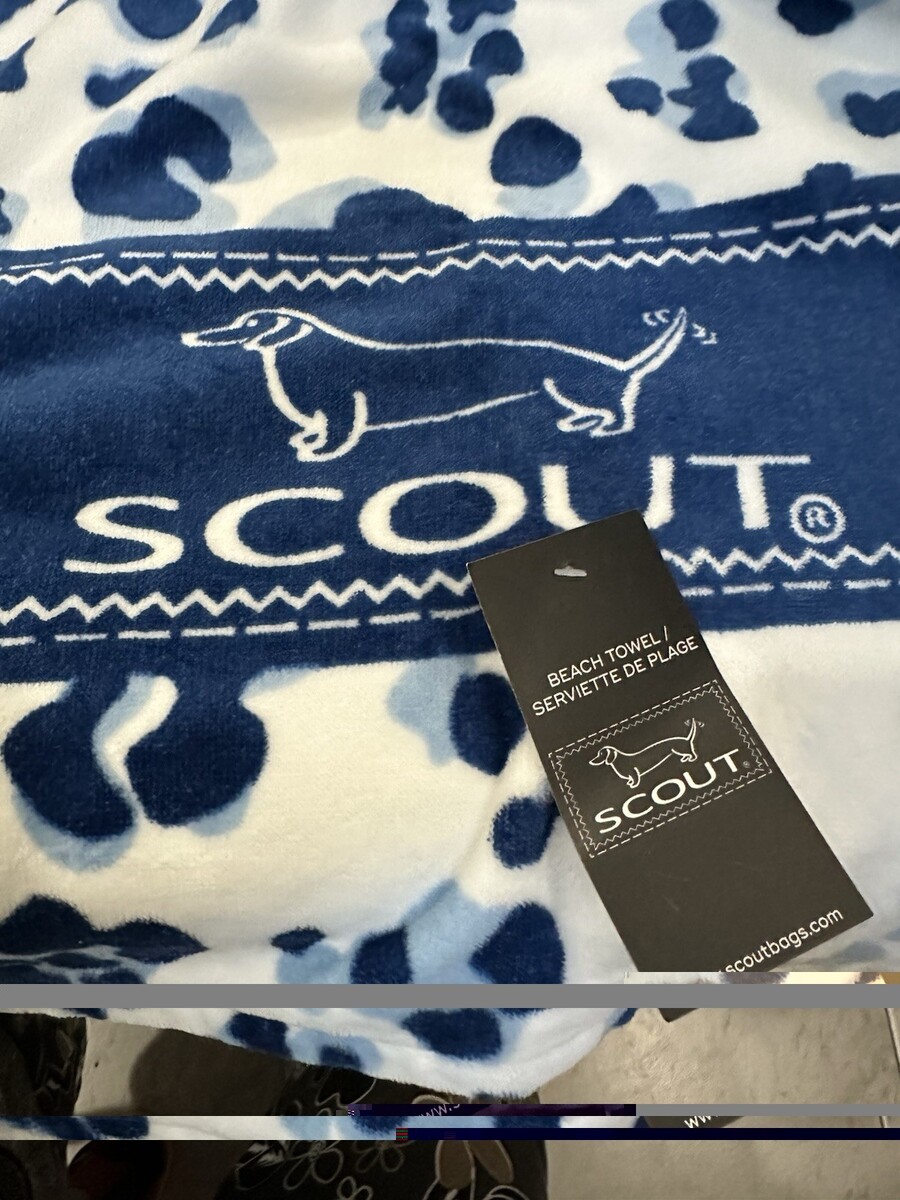 SCOUT®
BEACH TOWEL /
SERVIETTE DE PLAGE
SCOUT®
scoutbags.com